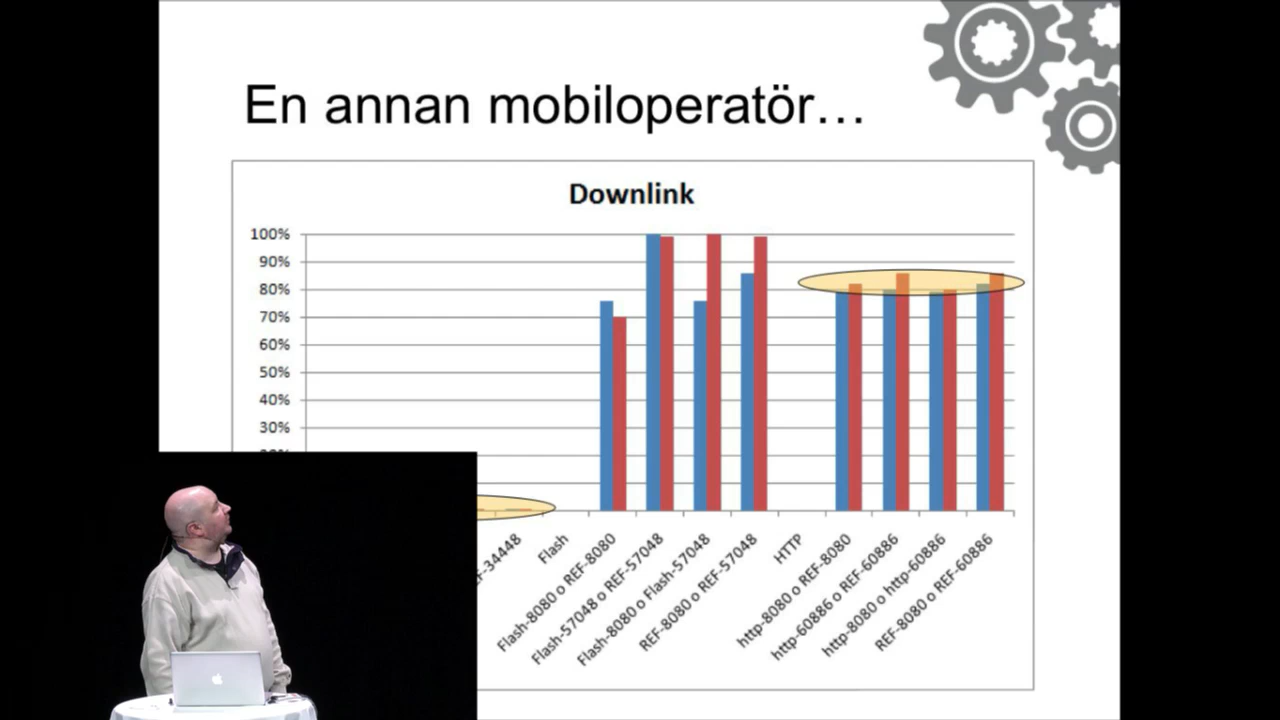 En annan mobiloperatör...
Downlink
100%
90%
80%
70%
60%
50%
40%
30%
Flash
Flash-8080 o REF-8080
Flash-57048 o REF-57048
Flash-8080 o Flash-57048
REF-8080 o REF-57048
HTTP
http-8080 o REF-8080
http-60886 o REF-60886
http-8080 o http-60886
REF-8080 o REF-60886